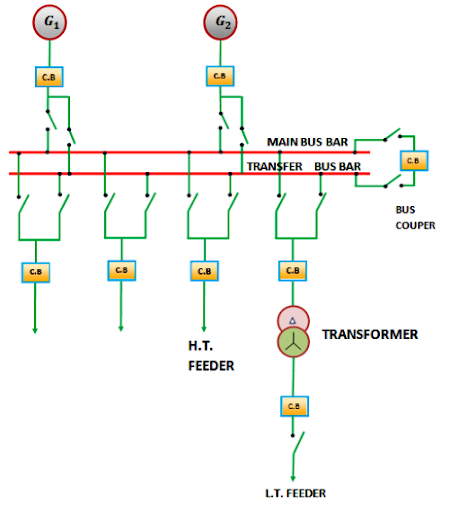 G1 G2
C.B C.B
MAIN BUS BAR
TRANSFER BUS BAR
C.B
BUS
COUPER
C.B C.B C.B C.B
Δ
TRANSFORMER
H.T.
FEEDER
C.B
L.T. FEEDER